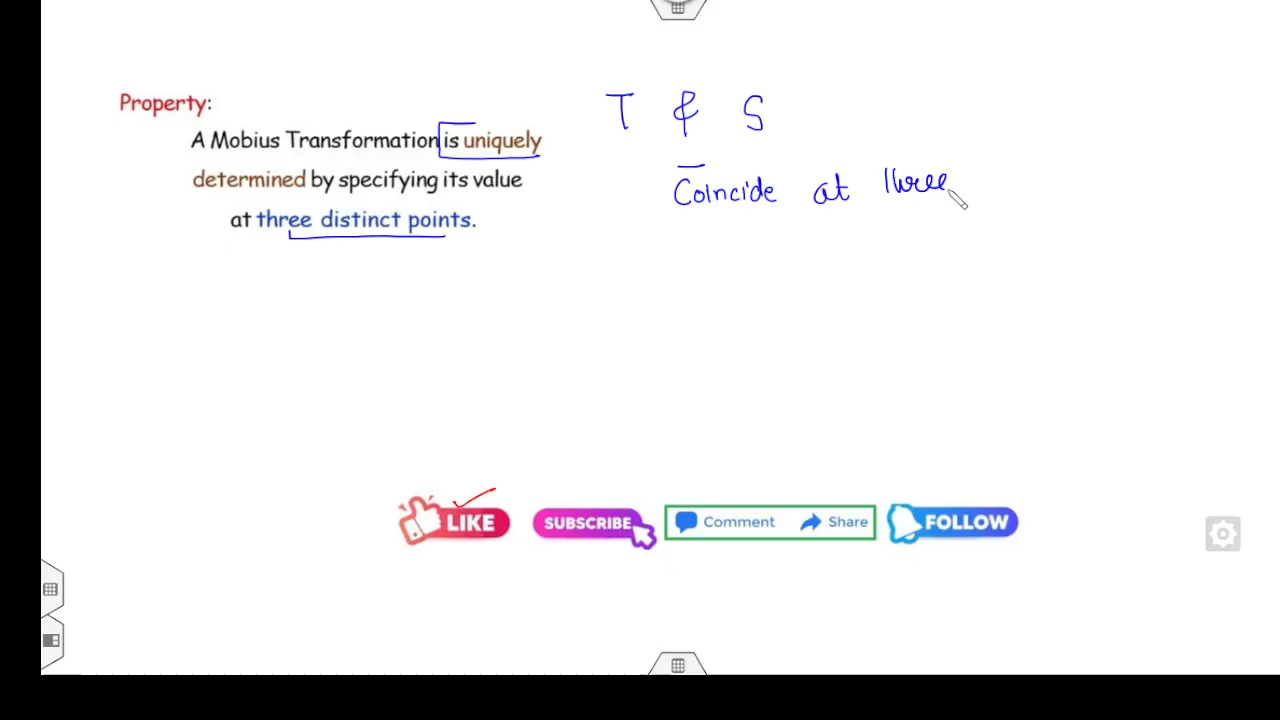 Property:
A Mobius Transformation is uniquely
determined by specifying its value
at three distinct points.
T & S
Coincide at three
LIKE
SUBSCRIBE
Comment
Share
FOLLOW